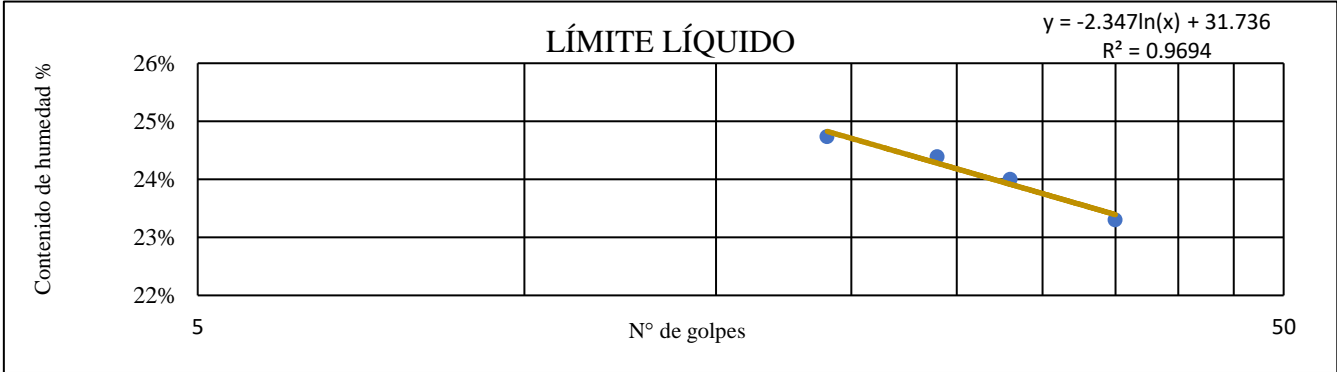 LÍMITE LÍQUIDO
y = -2.347ln(x) + 31.736
R² = 0.9694
Contenido de humedad %
26%
25%
24%
23%
22%
5
50
N° de golpes